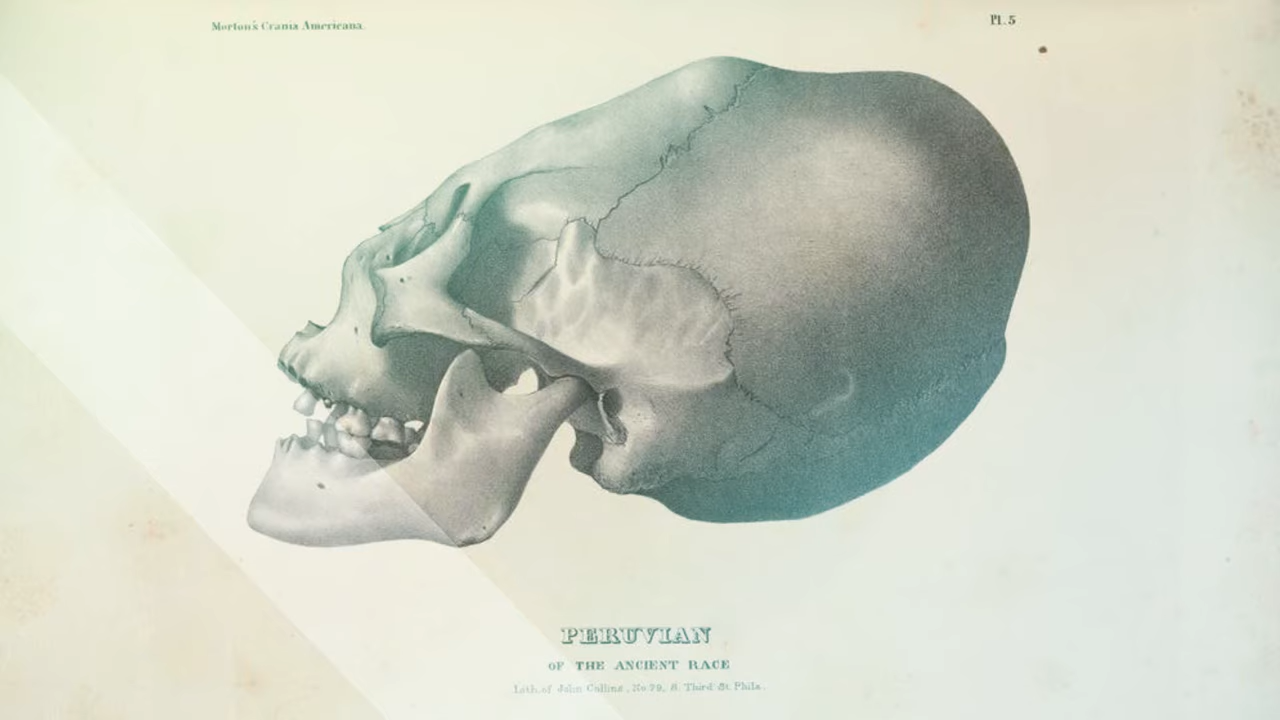 Morton's Crania Americana.
Pl. 5
PERUVIAN
OF THE ANCIENT RACE
Lith. of John Collins, No 79, S. Third St. Phila.